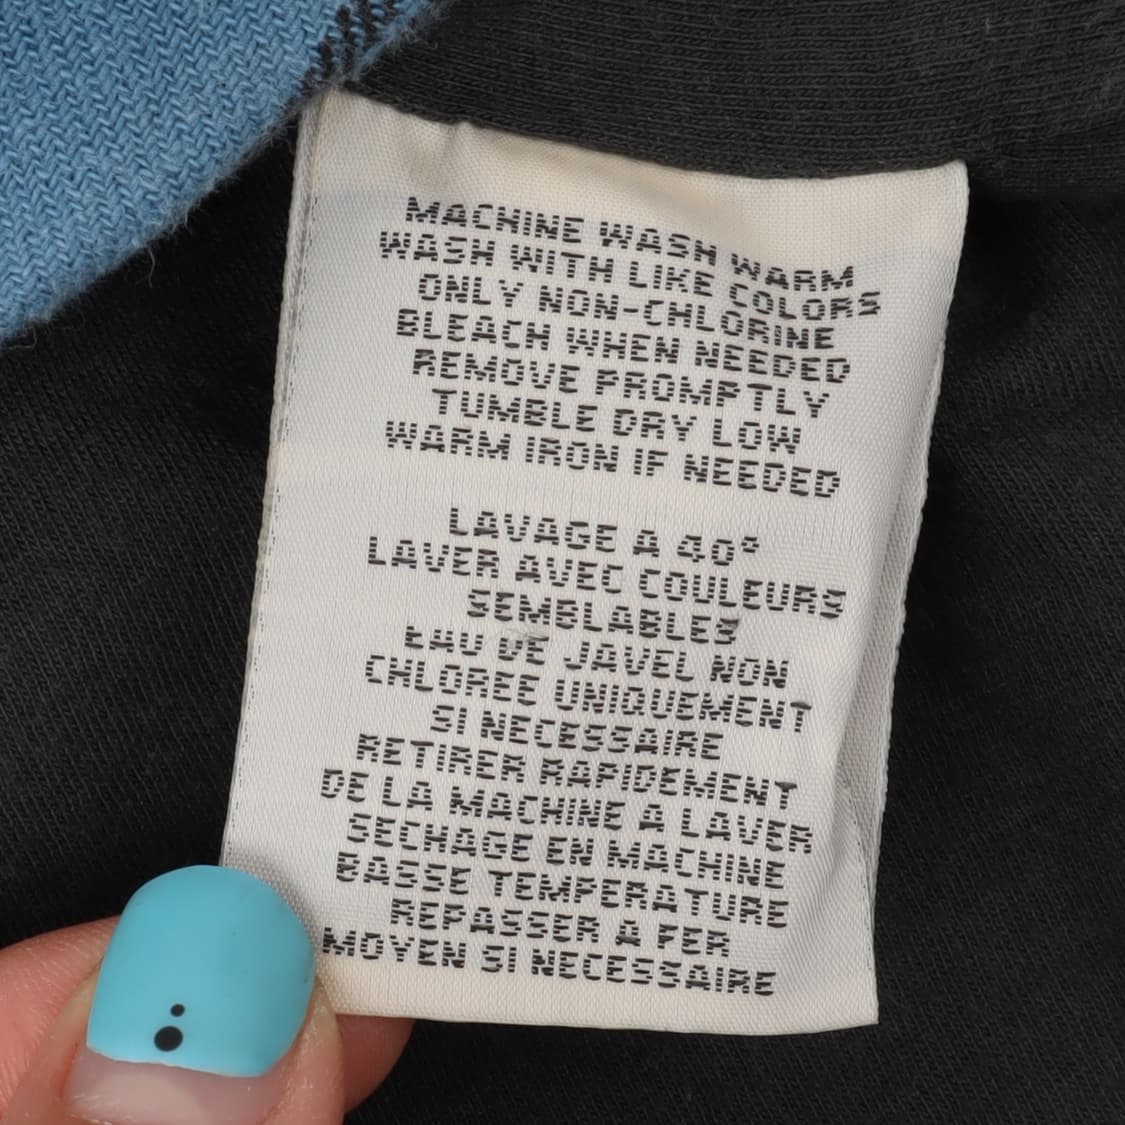 MACHINE WASH WARM
WASH WITH LIKE COLORS
ONLY NON-CHLORINE
BLEACH WHEN NEEDED
REMOVE PROMPTLY
TUMBLE DRY LOW
WARM IRON IF NEEDED
LAVAGE A 40°
LAVER AVEC COULEURS
SEMBLABLES
EAU DE JAVEL NON
CHLOREE UNIQUEMENT
SI NECESSAIRE
RETIRER RAPIDEMENT
DE LA MACHINE A LAVER
SECHAGE EN MACHINE
BASSE TEMPERATURE
REPASSER A FER
MOYEN SI NECESSAIRE